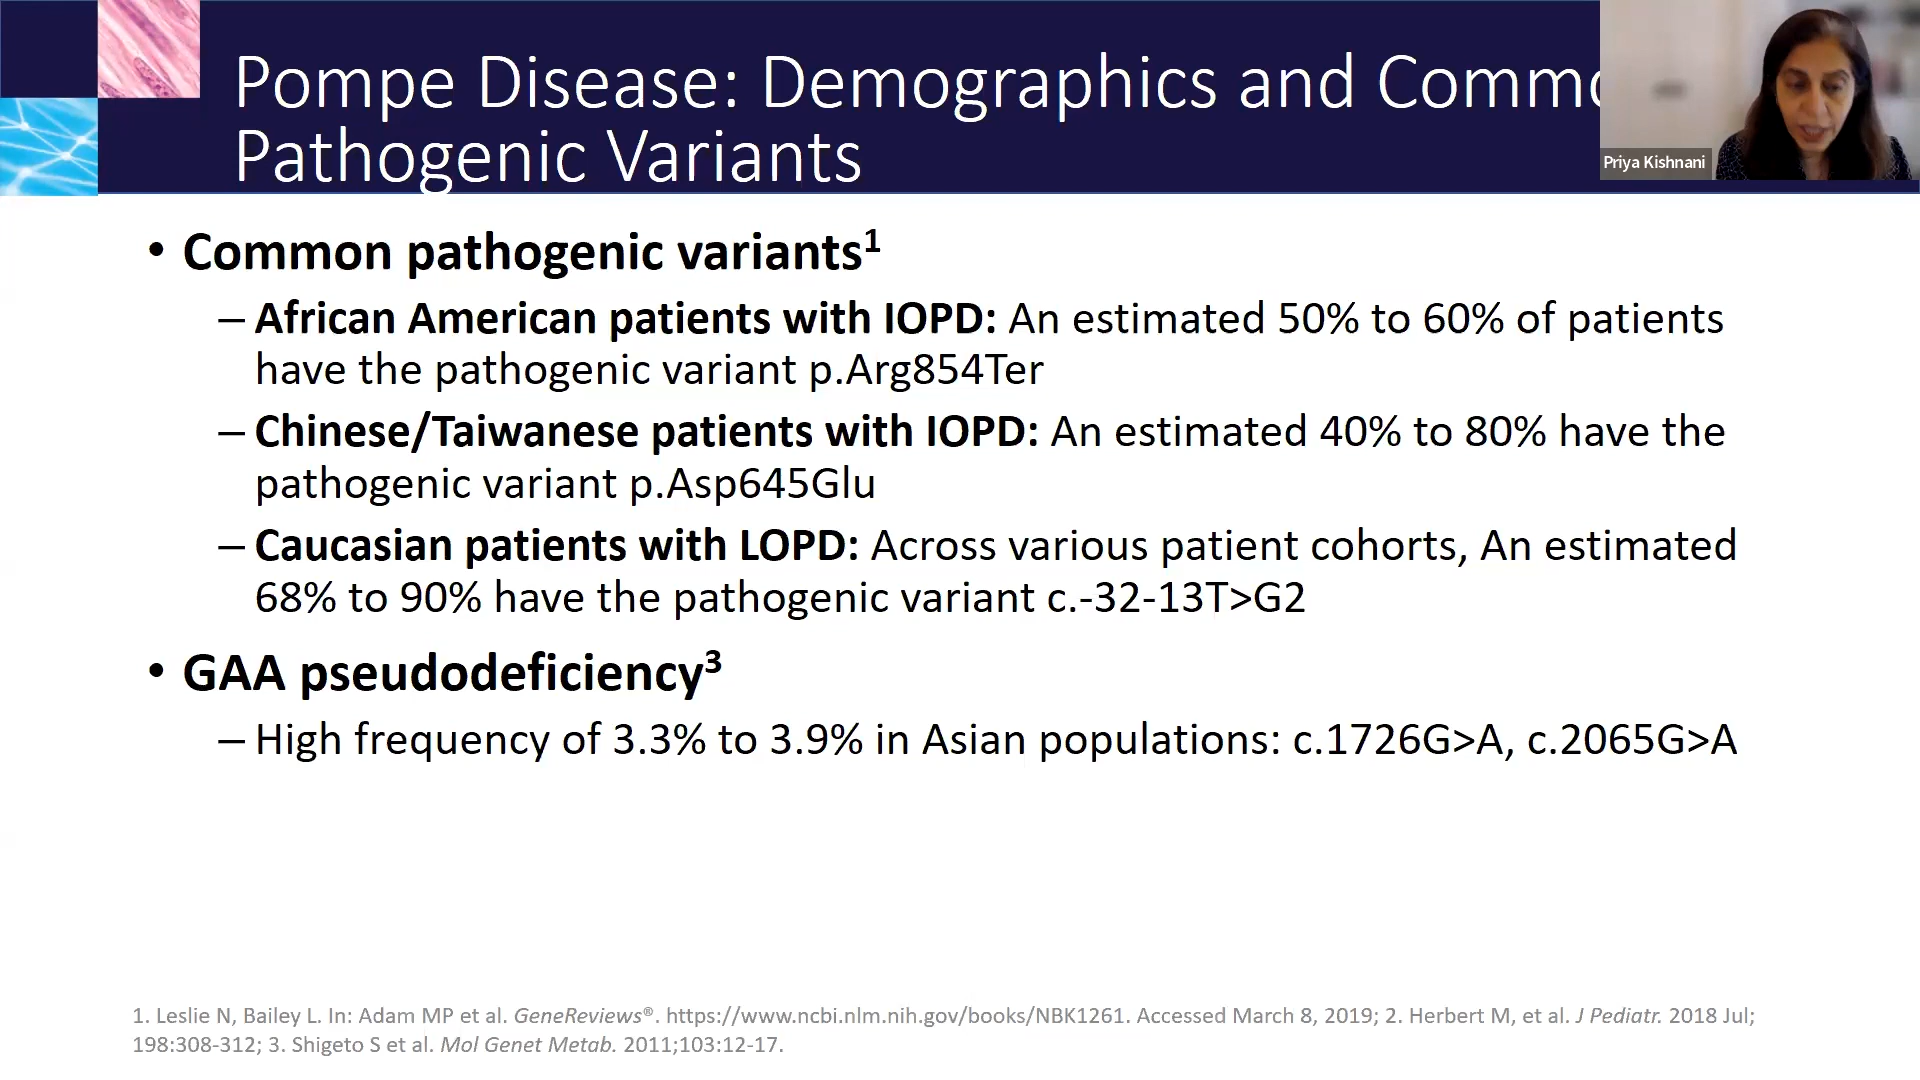 Pompe Disease: Demographics and Commo
Pathogenic Variants
Priya Kishnani
• Common pathogenic variants¹
– African American patients with IOPD: An estimated 50% to 60% of patients
have the pathogenic variant p.Arg854Ter
– Chinese/Taiwanese patients with IOPD: An estimated 40% to 80% have the
pathogenic variant p.Asp645Glu
– Caucasian patients with LOPD: Across various patient cohorts, An estimated
68% to 90% have the pathogenic variant c.-32-13T>G2
• GAA pseudodeficiency³
– High frequency of 3.3% to 3.9% in Asian populations: c.1726G>A, c.2065G>A
1. Leslie N, Bailey L. In: Adam MP et al. GeneReviews®. https://www.ncbi.nlm.nih.gov/books/NBK1261. Accessed March 8, 2019; 2. Herbert M, et al. J Pediatr. 2018 Jul;
198:308-312; 3. Shigeto S et al. Mol Genet Metab. 2011;103:12-17.